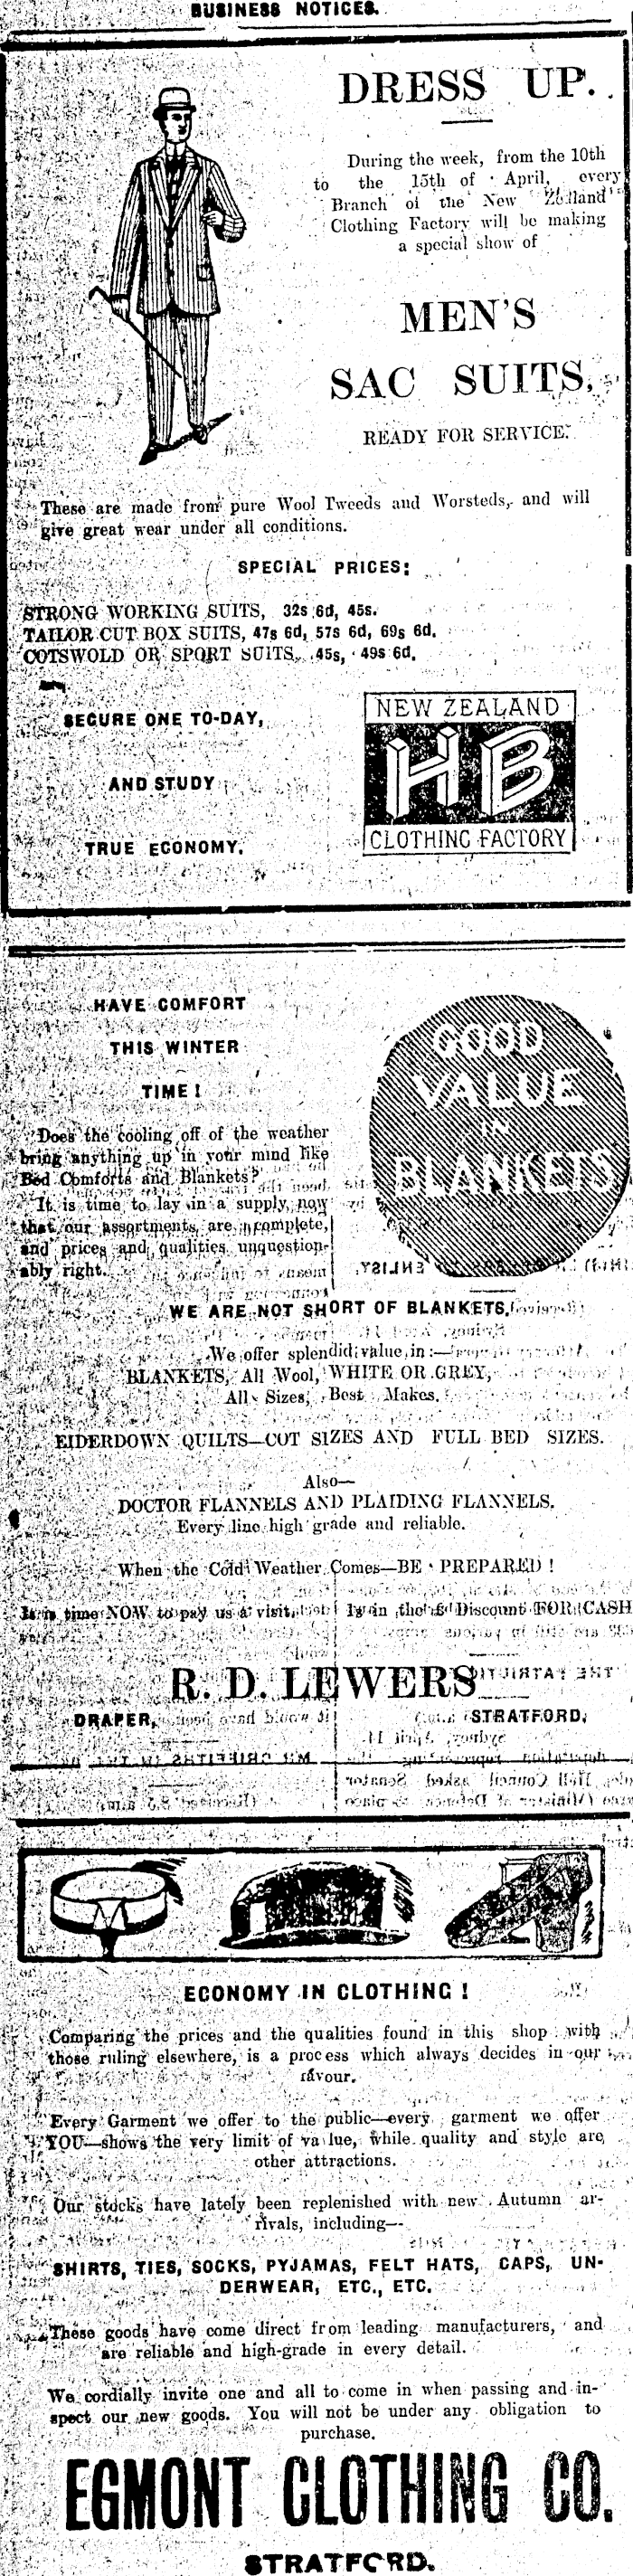 BUSINESS NOTICES.
DRESS UP.
During the week, from the 10th
to the 15th of April, every
Branch of the New Zealand
Clothing Factory will be making
a special show of
MEN'S
SAC SUITS,
READY FOR SERVICE.
These are made from pure Wool Tweeds and Worsteds, and will
give great wear under all conditions.
SPECIAL PRICES:
STRONG WORKING SUITS, 32s 6d, 45s.
TAILOR CUT BOX SUITS, 47s 6d, 57s 6d, 69s 6d.
COTSWOLD OR SPORT SUITS, 45s, 49s 6d.
SECURE ONE TO-DAY,
AND STUDY
TRUE ECONOMY.
NEW ZEALAND
HB
CLOTHING FACTORY
HAVE COMFORT
THIS WINTER
TIME!
GOOD
VALUE
IN
BLANKETS
Does the cooling off of the weather
bring anything up in your mind like
Bed Comforts and Blankets?
It is time to lay in a supply now
that our assortments are complete,
and prices and qualities unquestion-
ably right.
WE ARE NOT SHORT OF BLANKETS.
We offer splendid value in:—
BLANKETS, All Wool, WHITE OR GREY,
All Sizes, Best Makes.
EIDERDOWN QUILTS—COT SIZES AND FULL BED SIZES.
Also—
DOCTOR FLANNELS AND PLAIDING FLANNELS.
Every line high grade and reliable.
When the Cold Weather Comes—BE PREPARED!
It is time NOW to pay us a visit. 1s in the £ Discount FOR CASH
R. D. LEWERS
DRAPER, STRATFORD.
ECONOMY IN CLOTHING!
Comparing the prices and the qualities found in this shop with
those ruling elsewhere, is a process which always decides in our
favour.
Every Garment we offer to the public—every garment we offer
YOU—shows the very limit of value, while quality and style are
other attractions.
Our stocks have lately been replenished with new Autumn ar-
rivals, including—
SHIRTS, TIES, SOCKS, PYJAMAS, FELT HATS, CAPS, UN-
DERWEAR, ETC., ETC.
These goods have come direct from leading manufacturers, and
are reliable and high-grade in every detail.
We cordially invite one and all to come in when passing and in-
spect our new goods. You will not be under any obligation to
purchase.
EGMONT CLOTHING CO.
STRATFORD.